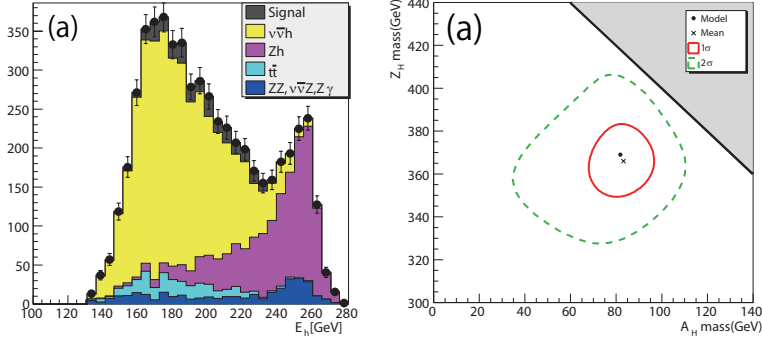 (a)
Signal
νν̅h
Zh
tt̅
ZZ, νν̅Z, Zγ
350
300
250
200
150
100
50
0
100 120 140 160 180 200 220 240 260 280
E_h[GeV]
(a)
Model
Mean
1σ
2σ
Z_H mass(GeV)
440
420
400
380
360
340
320
300
0 20 40 60 80 100 120 140
A_H mass(GeV)